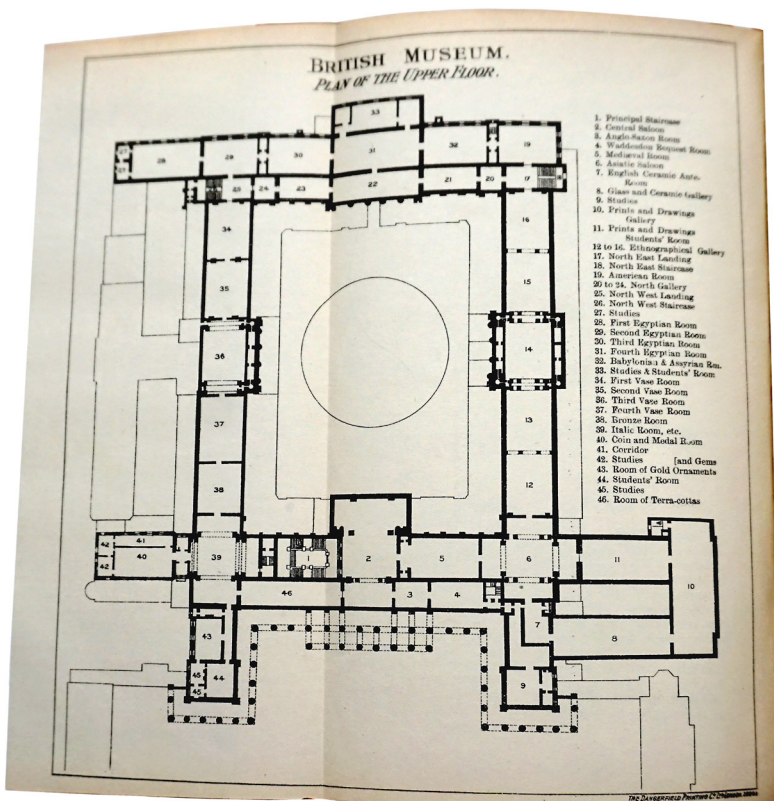 BRITISH MUSEUM.
PLAN OF THE UPPER FLOOR.
1. Principal Staircase
2. Central Saloon
3. Anglo-Saxon Room
4. Waddesdon Bequest Room
5. Mediæval Room
6. Asiatic Saloon
7. English Ceramic Ante-
Room
8. Glass and Ceramic Gallery
9. Studies
10. Prints and Drawings
Gallery
11. Prints and Drawings
Students' Room
12 to 16. Ethnographical Gallery
17. North East Landing
18. North East Staircase
19. American Room
20 to 24. North Gallery
25. North West Landing
26. North West Staircase
27. Studies
28. First Egyptian Room
29. Second Egyptian Room
30. Third Egyptian Room
31. Fourth Egyptian Room
32. Babylonian & Assyrian Rm.
33. Studies & Students' Room
34. First Vase Room
35. Second Vase Room
36. Third Vase Room
37. Fourth Vase Room
38. Bronze Room
39. Italic Room, etc.
40. Coin and Medal Room
41. Corridor
42. Studies [and Gems
43. Room of Gold Ornaments
44. Students' Room
45. Studies
46. Room of Terra-cottas
33
27 28 29 30 31 32 19
27
25 24 23 22 21 20 17
34 16
35 15
36 14
37 13
38 12
42 41
40 39 1 2 5 6 11 10
42
46 3 4
43 7 8
45 44 9
45
THE DANGERFIELD PRINTING Co.